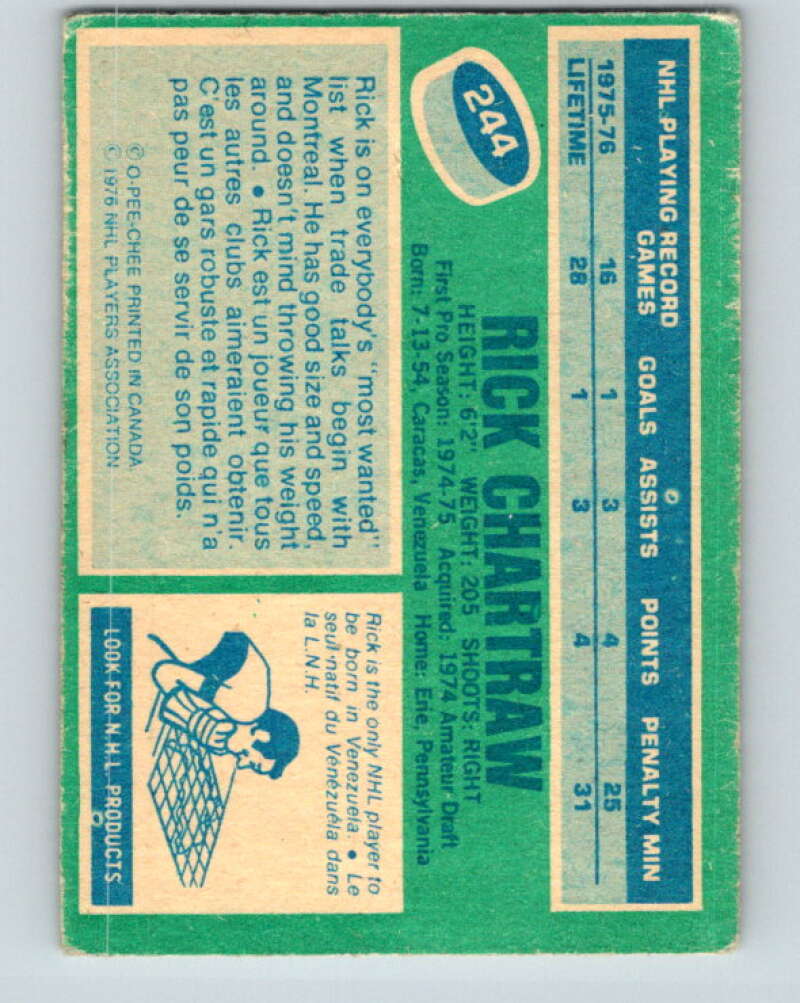 NHL PLAYING RECORD
GAMES GOALS ASSISTS POINTS PENALTY MIN
1975-76 16 1 3 4 25
LIFETIME 28 1 3 4 31
244
RICK CHARTRAW
HEIGHT: 6'2" WEIGHT: 205 SHOOTS: RIGHT
First Pro Season: 1974-75 Acquired: 1974 Amateur Draft
Born: 7-13-54, Caracas, Venezuela Home: Erie, Pennsylvania
Rick is on everybody's "most wanted"
list when trade talks begin with
Montreal. He has good size and speed,
and doesn't mind throwing his weight
around. • Rick est un joueur que tous
les autres clubs aimeraient obtenir.
C'est un gars robuste et rapide qui n'a
pas peur de se servir de son poids.
© O-PEE-CHEE PRINTED IN CANADA
© 1976 NHL PLAYERS ASSOCIATION
Rick is the only NHL player to
be born in Venezuela. • Le
seul natif du Vénézuéla dans
la L.N.H.
LOOK FOR N.H.L. PRODUCTS